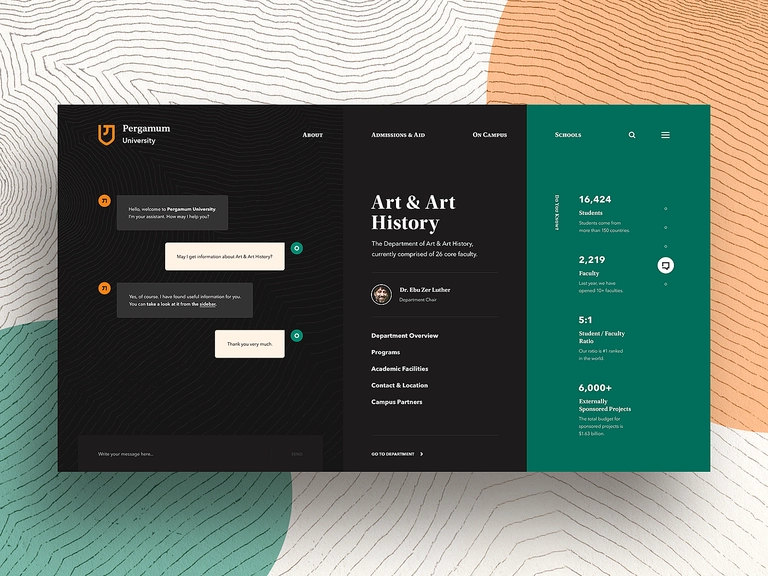 Pergamum
University
About
Admissions & Aid
On Campus
Schools
Hello, welcome to Pergamum University.
I'm your assistant. How may I help you?
May I get information about Art & Art History?
Yes, of course. I have found useful information for you.
You can take a look at it from the sidebar.
Thank you very much.
Write your message here...
SEND
Art & Art
History
The Department of Art & Art History,
currently comprised of 26 core faculty.
Dr. Ebu Zer Luther
Department Chair
Department Overview
Programs
Academic Facilities
Contact & Location
Campus Partners
GO TO DEPARTMENT
Do You Know?
16,424
Students
Students come from
more than 150 countries.
2,219
Faculty
Last year, we have
opened 10+ faculties.
5:1
Student / Faculty
Ratio
Our ratio is #1 ranked
in the world.
6,000+
Externally
Sponsored Projects
The total budget for
sponsored projects is
$1.63 billion.